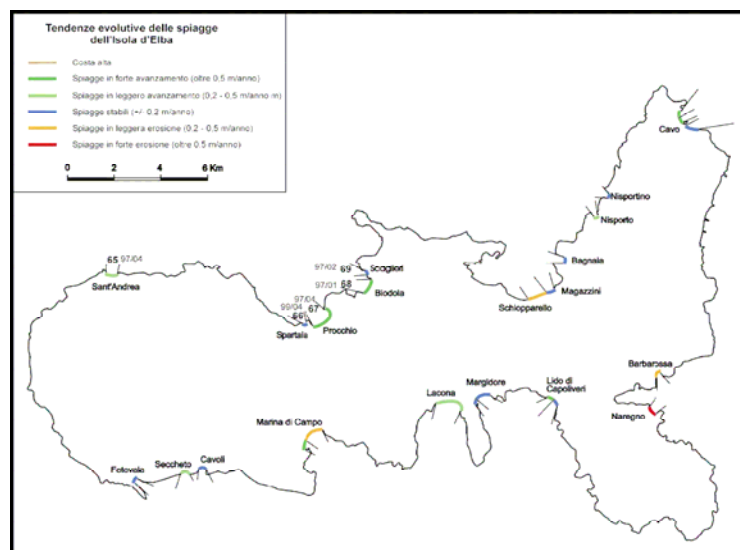 Tendenze evolutive delle spiagge
dell'Isola d'Elba
Costa alta
Spiagge in forte avanzamento (oltre 0,5 m/anno)
Spiagge in leggero avanzamento (0,2 - 0,5 m/anno m)
Spiagge stabili (+/- 0,2 m/anno)
Spiagge in leggera erosione (0,2 - 0,5 m/anno)
Spiagge in forte erosione (oltre 0,5 m/anno)
0 2 4 6 Km
Cavo
Nisportino
Nisporto
Bagnaia
Magazzini
Schiopparello
65 97/04
Sant'Andrea
97/02 69 Scaglieri
97/01 68
Biodola
97/04
99/04 67
66
Spartaia
Procchio
Barbarossa
Naregno
Lido di
Capoliveri
Margidore
Lacona
Marina di Campo
Cavoli
Seccheto
Fetovaia